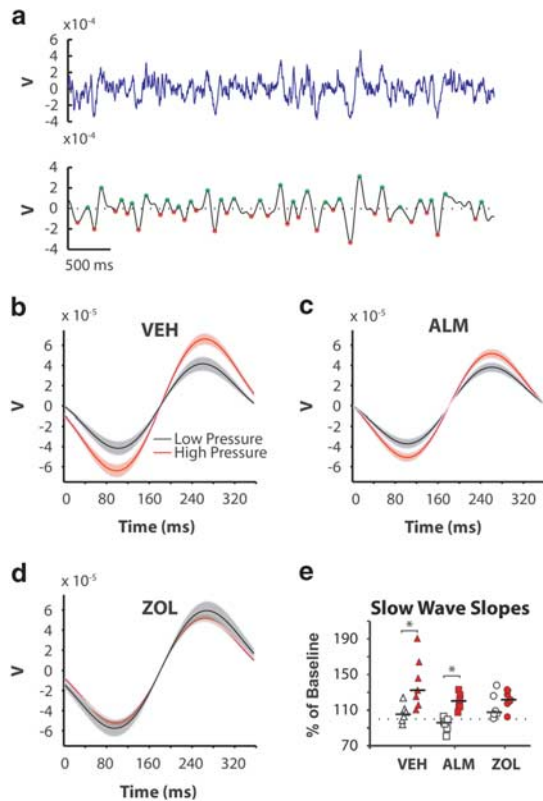 a
x 10-4
6
4
2
0
-2
-4
V
x 10-4
4
2
0
-2
-4
V
500 ms
b
x 10-5
VEH
6
4
2
0
-2
-4
-6
V
Low Pressure
High Pressure
0 80 160 240 320
Time (ms)
c
x 10-5
ALM
6
4
2
0
-2
-4
-6
V
0 80 160 240 320
Time (ms)
d
x 10-5
ZOL
6
4
2
0
-2
-4
-6
V
0 80 160 240 320
Time (ms)
e
Slow Wave Slopes
190
150
110
70
% of Baseline
*
*
VEH ALM ZOL